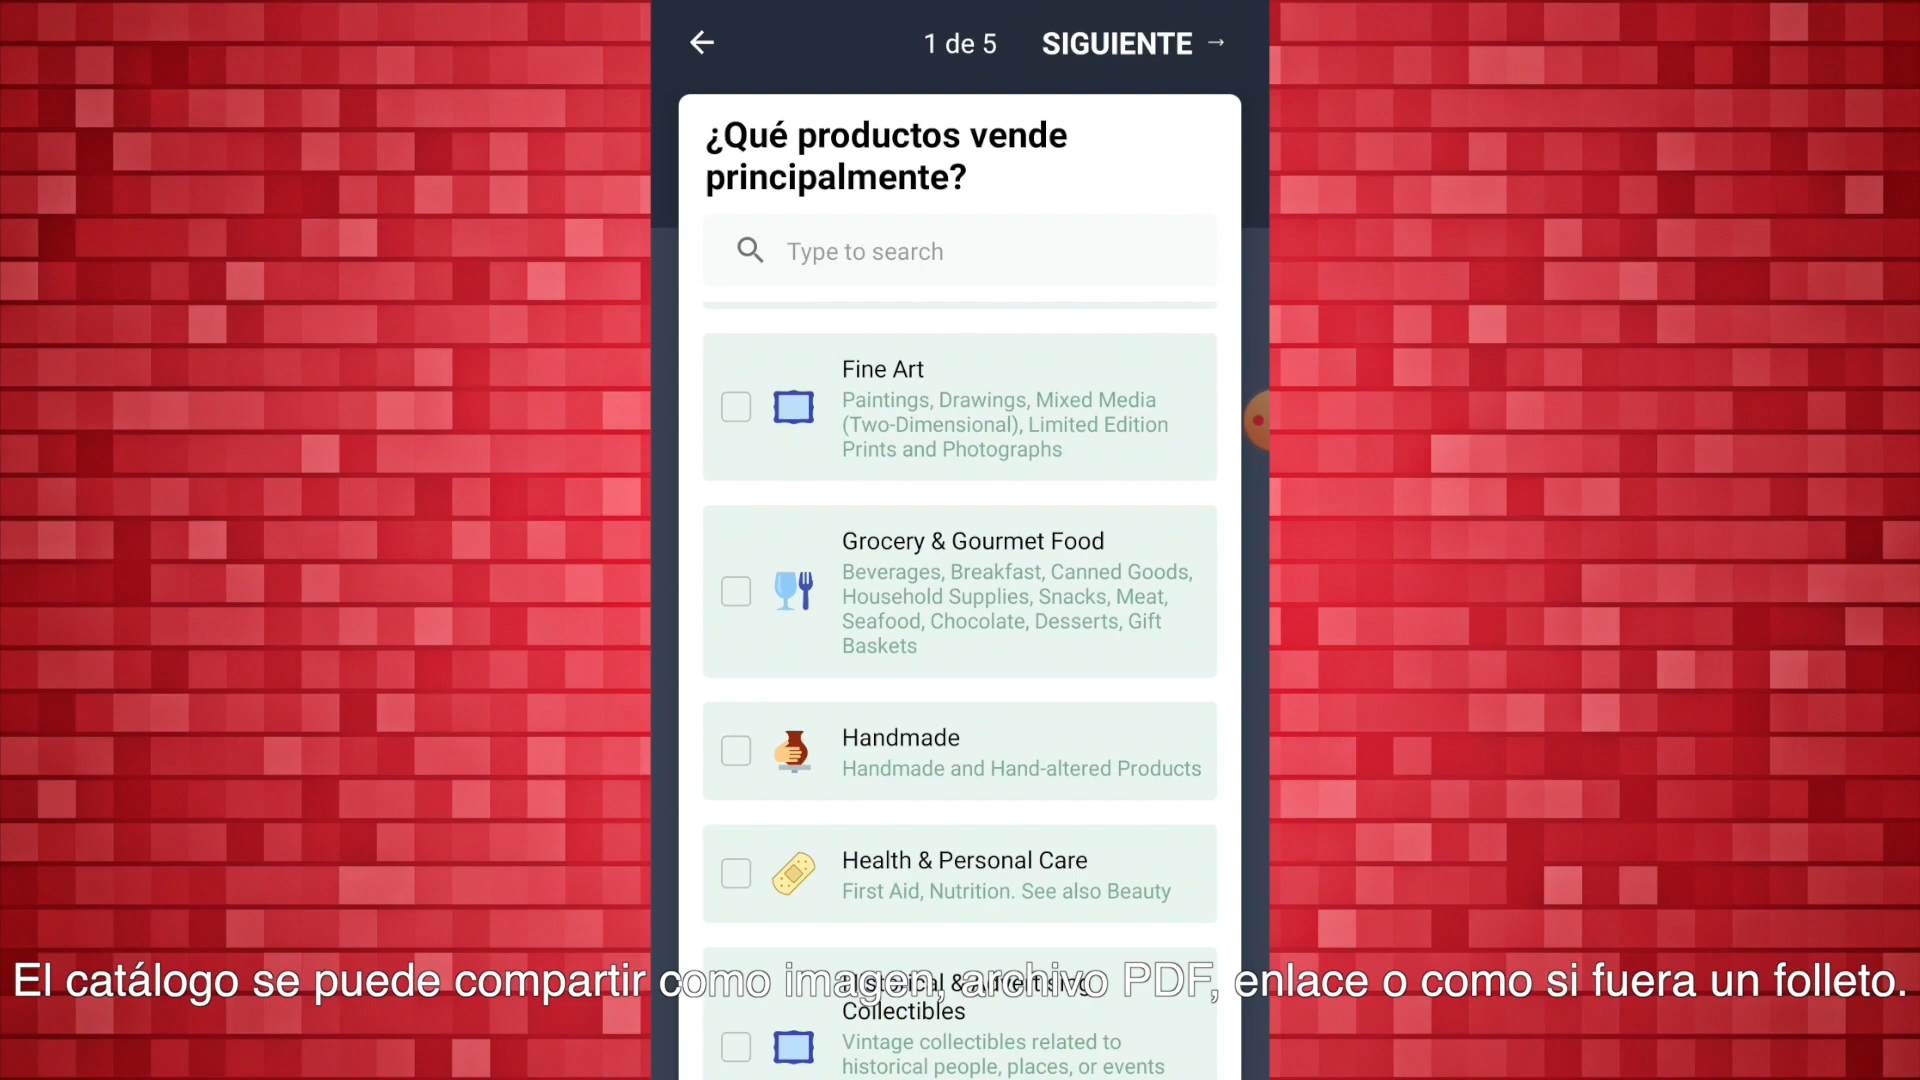 1 de 5 SIGUIENTE →
¿Qué productos vende
principalmente?
Type to search
Fine Art
Paintings, Drawings, Mixed Media
(Two-Dimensional), Limited Edition
Prints and Photographs
Grocery & Gourmet Food
Beverages, Breakfast, Canned Goods,
Household Supplies, Snacks, Meat,
Seafood, Chocolate, Desserts, Gift
Baskets
Handmade
Handmade and Hand-altered Products
Health & Personal Care
First Aid, Nutrition. See also Beauty
Historical & Advertising
Collectibles
Vintage collectibles related to
historical people, places, or events
El catálogo se puede compartir como imagen, archivo PDF, enlace o como si fuera un folleto.